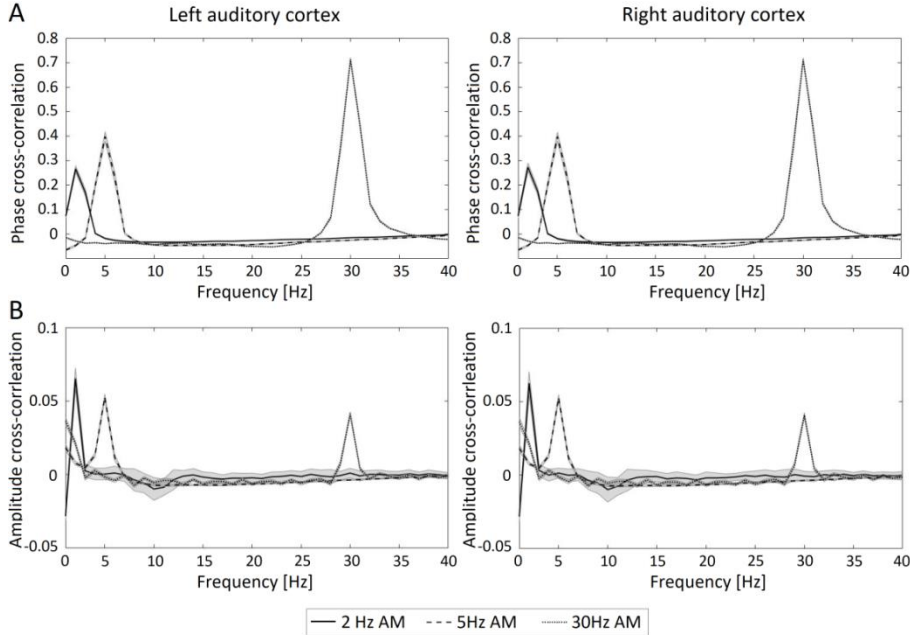 A
Left auditory cortex
Right auditory cortex
Phase cross-correlation
0.8
0.7
0.6
0.5
0.4
0.3
0.2
0.1
0
0 5 10 15 20 25 30 35 40
Frequency [Hz]
Phase cross-correlation
0.8
0.7
0.6
0.5
0.4
0.3
0.2
0.1
0
0 5 10 15 20 25 30 35 40
Frequency [Hz]
B
Amplitude cross-corrleation
0.1
0.05
0
-0.05
0 5 10 15 20 25 30 35 40
Frequency [Hz]
Amplitude cross-correlation
0.1
0.05
0
-0.05
0 5 10 15 20 25 30 35 40
Frequency [Hz]
2 Hz AM 5Hz AM 30Hz AM